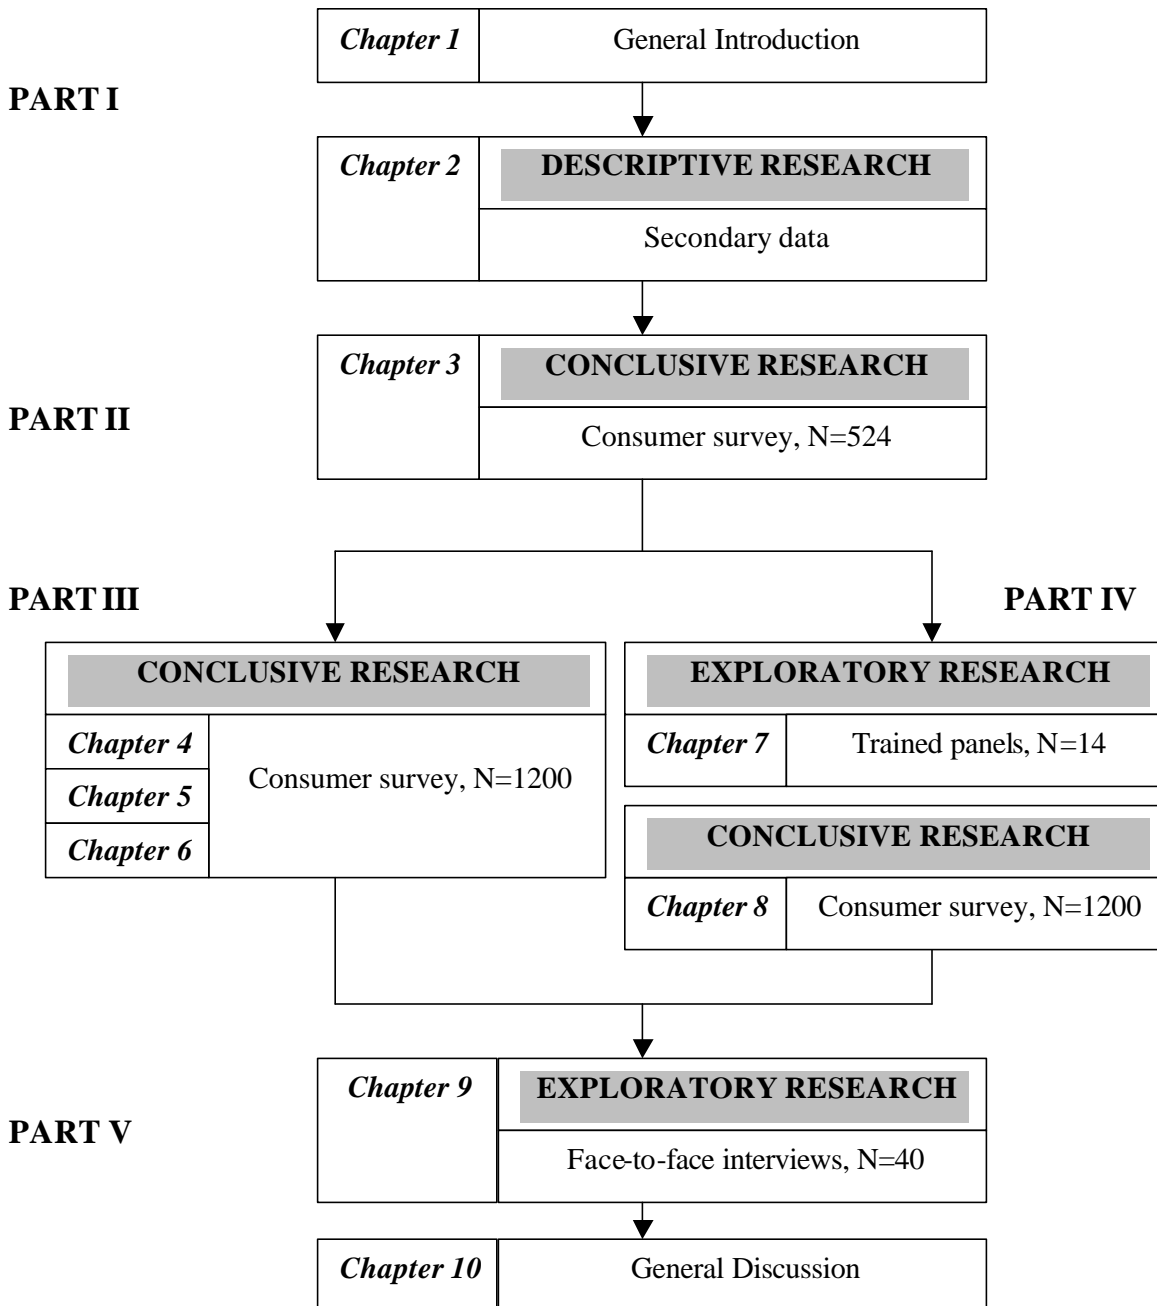 Chapter 1
General Introduction
PART I
Chapter 2
DESCRIPTIVE RESEARCH
Secondary data
Chapter 3
CONCLUSIVE RESEARCH
PART II
Consumer survey, N=524
PART III
PART IV
CONCLUSIVE RESEARCH
Chapter 4
Chapter 5
Chapter 6
Consumer survey, N=1200
EXPLORATORY RESEARCH
Chapter 7
Trained panels, N=14
CONCLUSIVE RESEARCH
Chapter 8
Consumer survey, N=1200
Chapter 9
EXPLORATORY RESEARCH
PART V
Face-to-face interviews, N=40
Chapter 10
General Discussion